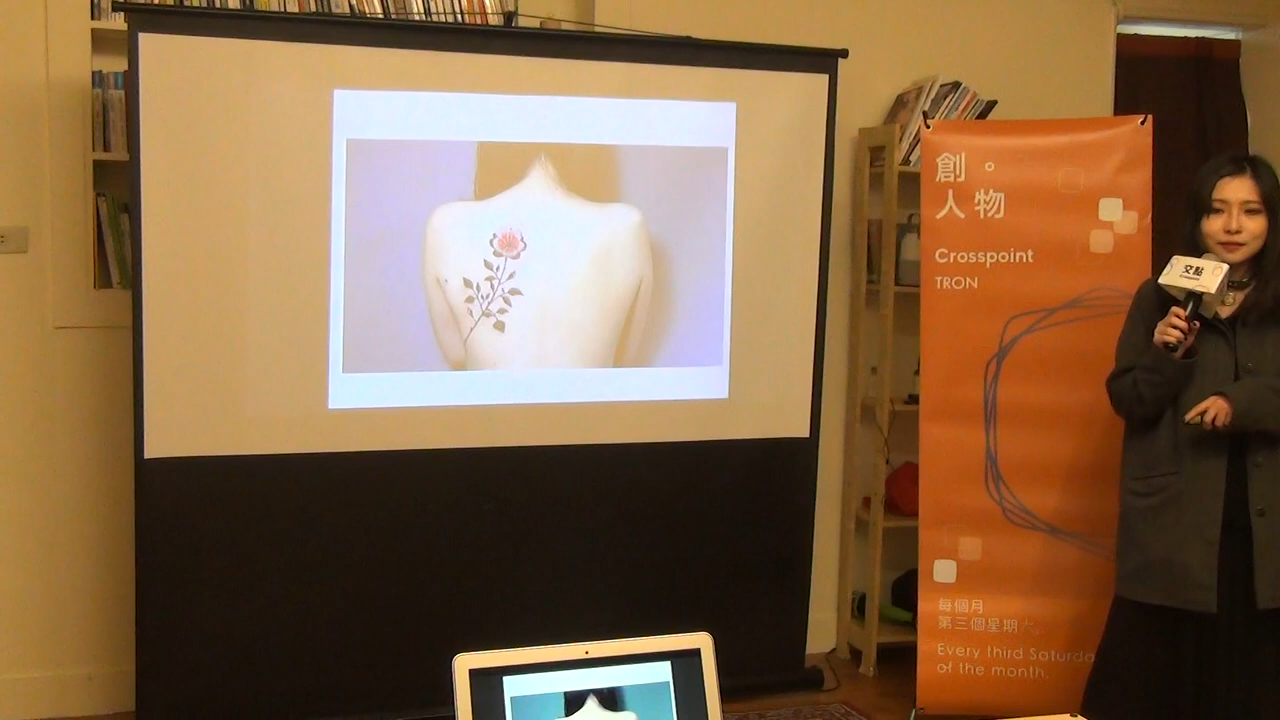 創。
人物
Crosspoint
TRON
每個月
第三個星期六
Every third Saturda
of the month.
交點